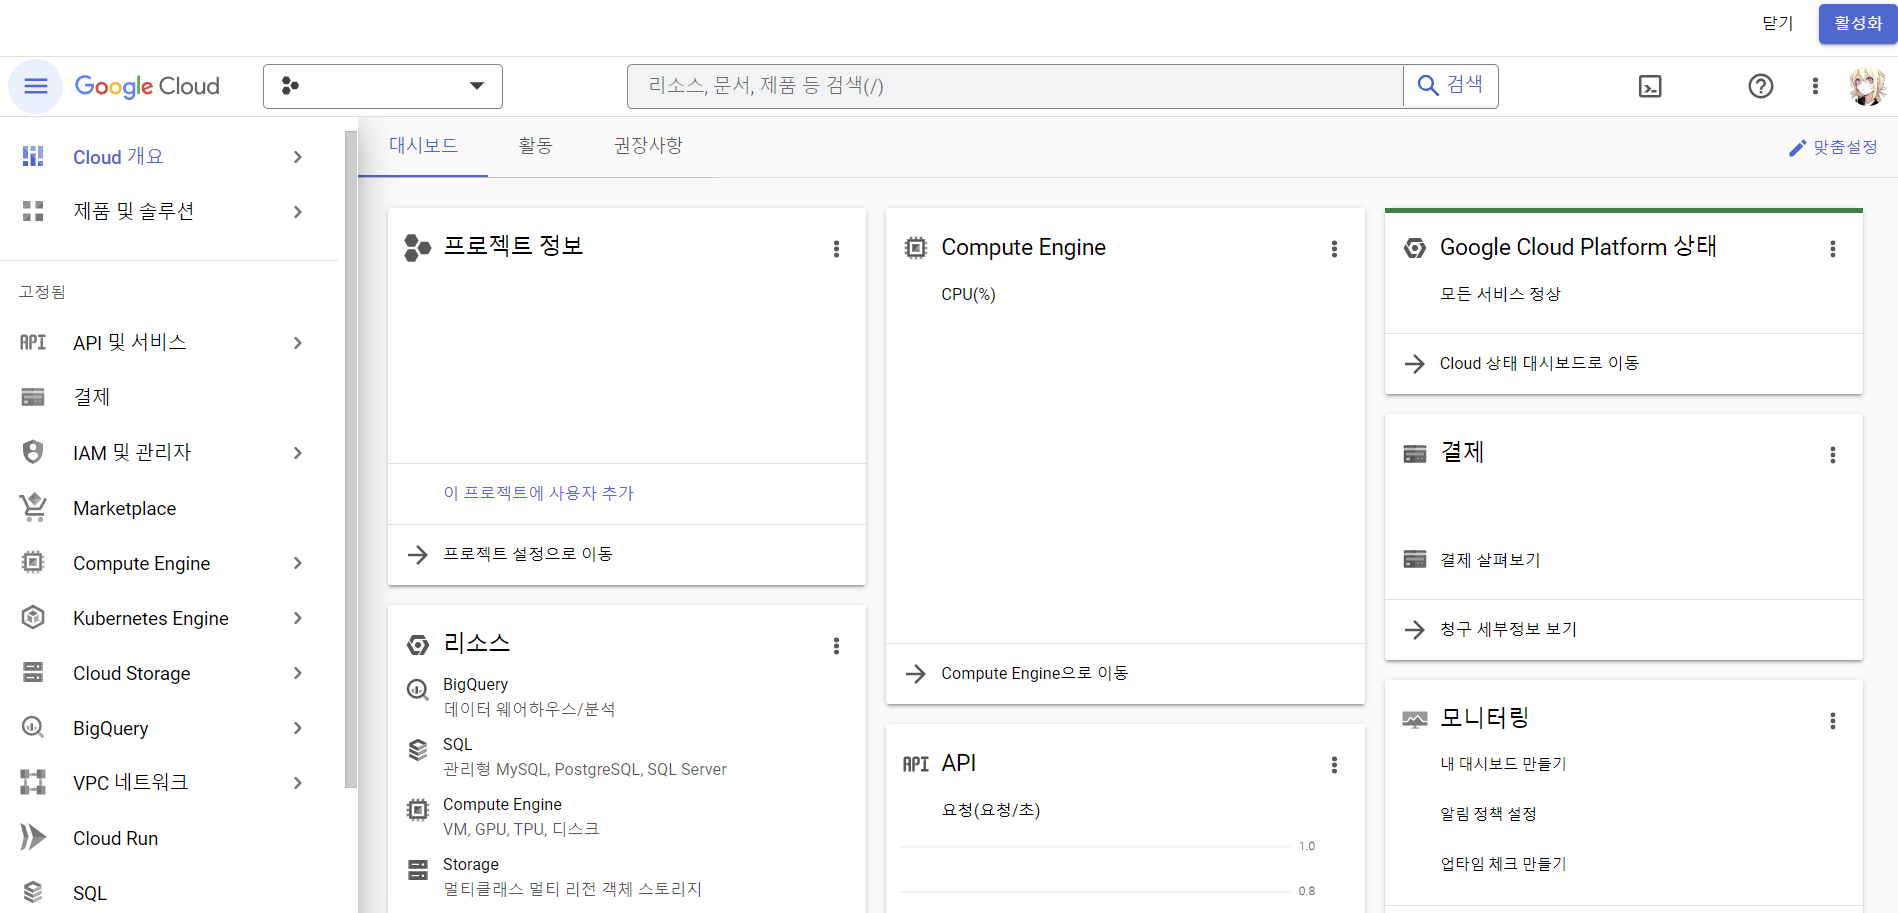 닫기
활성화
Google Cloud
리소스, 문서, 제품 등 검색(/)
검색
Cloud 개요
제품 및 솔루션
고정됨
API API 및 서비스
결제
IAM 및 관리자
Marketplace
Compute Engine
Kubernetes Engine
Cloud Storage
BigQuery
VPC 네트워크
Cloud Run
SQL
대시보드
활동
권장사항
맞춤설정
프로젝트 정보
이 프로젝트에 사용자 추가
프로젝트 설정으로 이동
리소스
BigQuery
데이터 웨어하우스/분석
SQL
관리형 MySQL, PostgreSQL, SQL Server
Compute Engine
VM, GPU, TPU, 디스크
Storage
멀티클래스 멀티 리전 객체 스토리지
Compute Engine
CPU(%)
Compute Engine으로 이동
API API
요청(요청/초)
1.0
0.8
Google Cloud Platform 상태
모든 서비스 정상
Cloud 상태 대시보드로 이동
결제
결제 살펴보기
청구 세부정보 보기
모니터링
내 대시보드 만들기
알림 정책 설정
업타임 체크 만들기